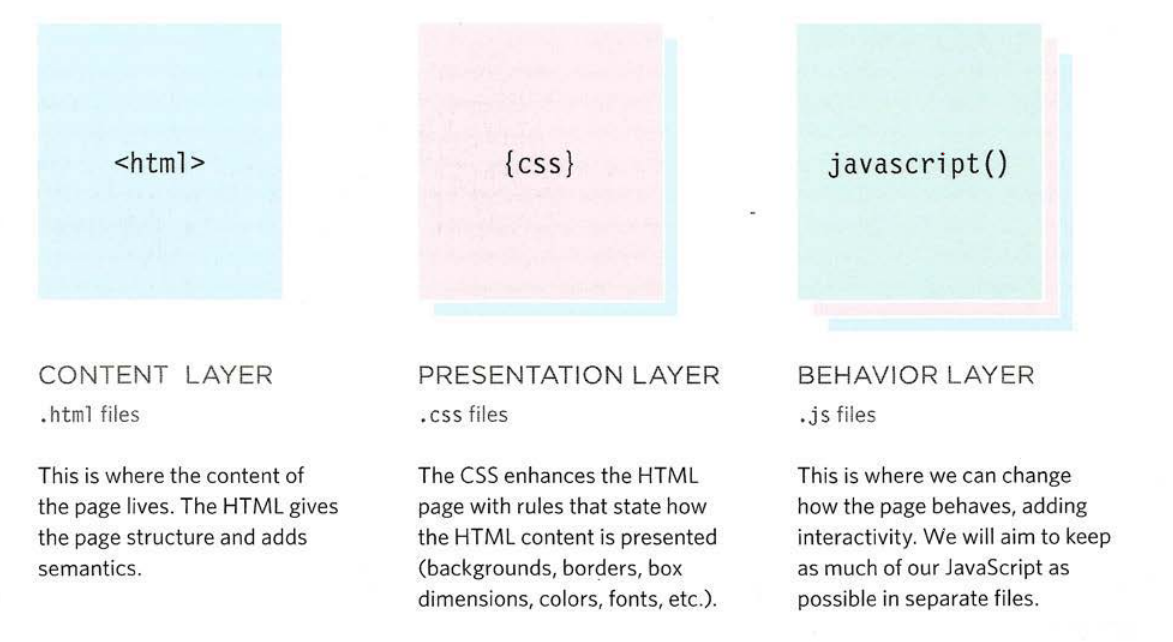 <html>
CONTENT LAYER
.html files
This is where the content of
the page lives. The HTML gives
the page structure and adds
semantics.
{css}
PRESENTATION LAYER
.css files
The CSS enhances the HTML
page with rules that state how
the HTML content is presented
(backgrounds, borders, box
dimensions, colors, fonts, etc.).
javascript()
BEHAVIOR LAYER
.js files
This is where we can change
how the page behaves, adding
interactivity. We will aim to keep
as much of our JavaScript as
possible in separate files.